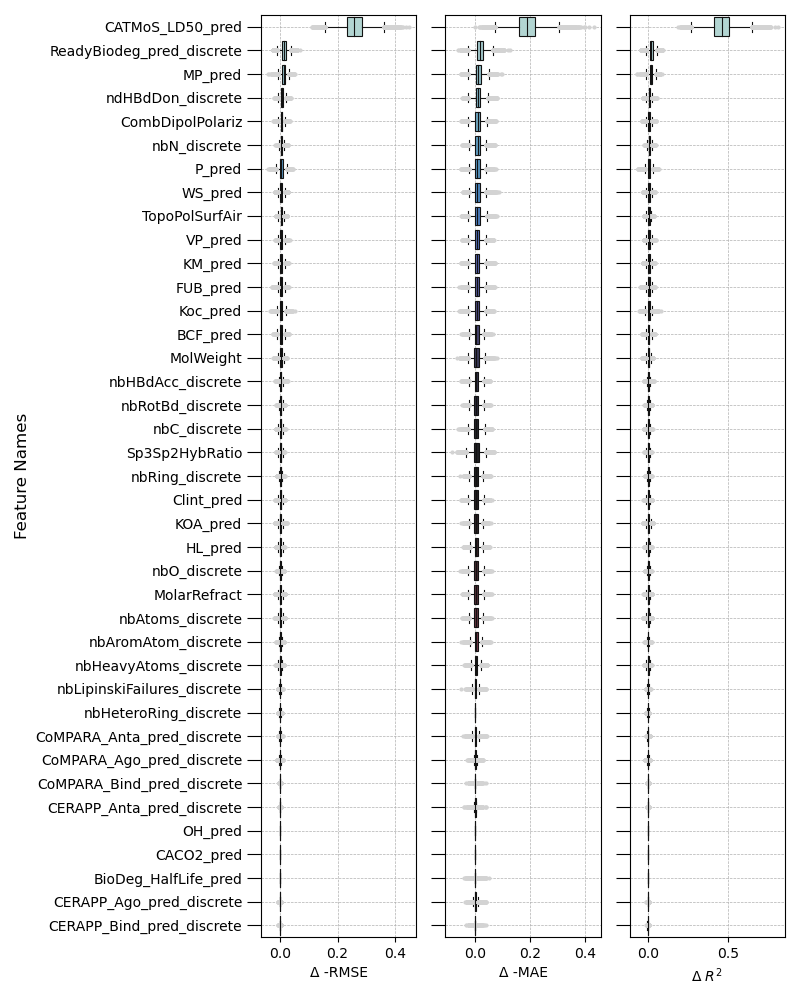 CATMoS_LD50_pred
ReadyBiodeg_pred_discrete
MP_pred
ndHBdDon_discrete
CombDipolPolariz
nbN_discrete
P_pred
WS_pred
TopoPolSurfAir
VP_pred
KM_pred
FUB_pred
Koc_pred
BCF_pred
MolWeight
nbHBdAcc_discrete
nbRotBd_discrete
nbC_discrete
Sp3Sp2HybRatio
nbRing_discrete
Clint_pred
KOA_pred
HL_pred
nbO_discrete
MolarRefract
nbAtoms_discrete
nbAromAtom_discrete
nbHeavyAtoms_discrete
nbLipinskiFailures_discrete
nbHeteroRing_discrete
CoMPARA_Anta_pred_discrete
CoMPARA_Ago_pred_discrete
CoMPARA_Bind_pred_discrete
CERAPP_Anta_pred_discrete
OH_pred
CACO2_pred
BioDeg_HalfLife_pred
CERAPP_Ago_pred_discrete
CERAPP_Bind_pred_discrete
Feature Names
0.0 0.2 0.4
Δ -RMSE
0.0 0.2 0.4
Δ -MAE
0.0 0.5
Δ R²